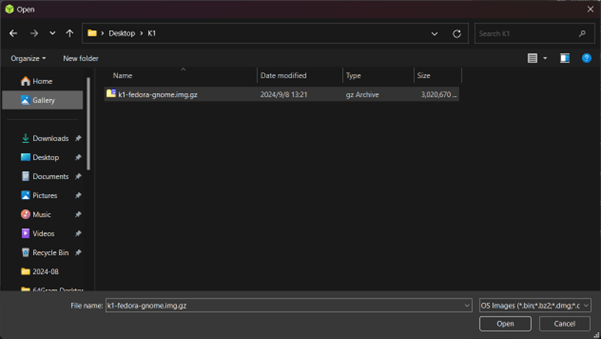 Open
Desktop
K1
Search K1
Organize
New folder
Name
Date modified
Type
Size
Home
Gallery
k1-fedora-gnome.img.gz
2024/9/8 13:21
gz Archive
3,020,670 ...
Downloads
Desktop
Documents
Pictures
Music
Videos
Recycle Bin
2024-08
64Gram Desktop
File name:
k1-fedora-gnome.img.gz
OS Images (*.bin;*.bz2;*.dmg;*.c
Open
Cancel